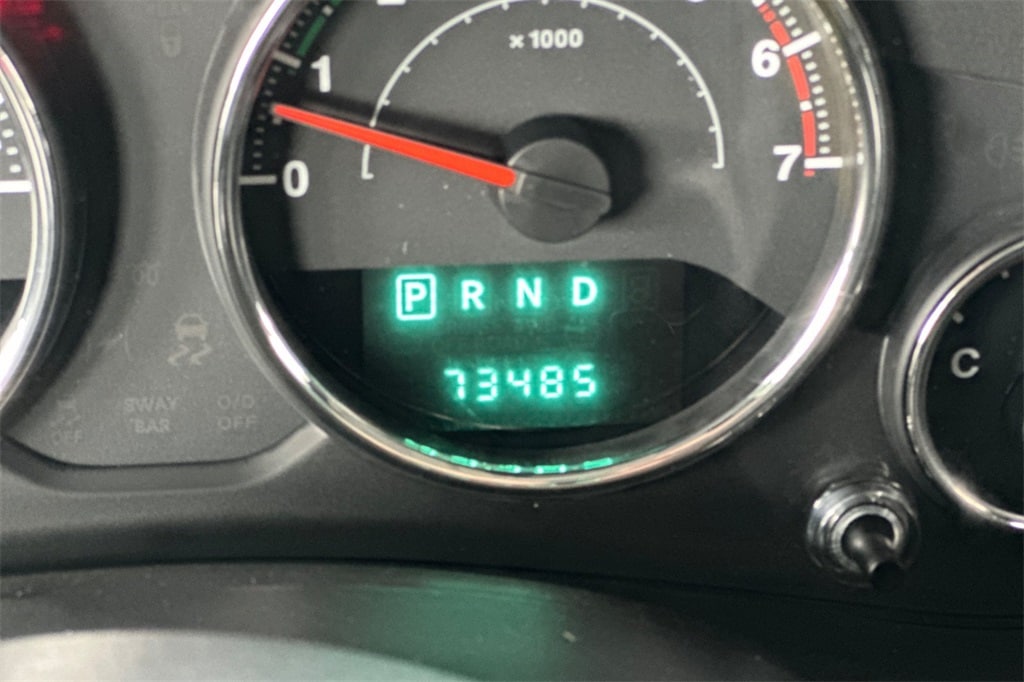 x 1000
1
6
0
7
P R N D
73485
C
SWAY
BAR
O/D
OFF
OFF